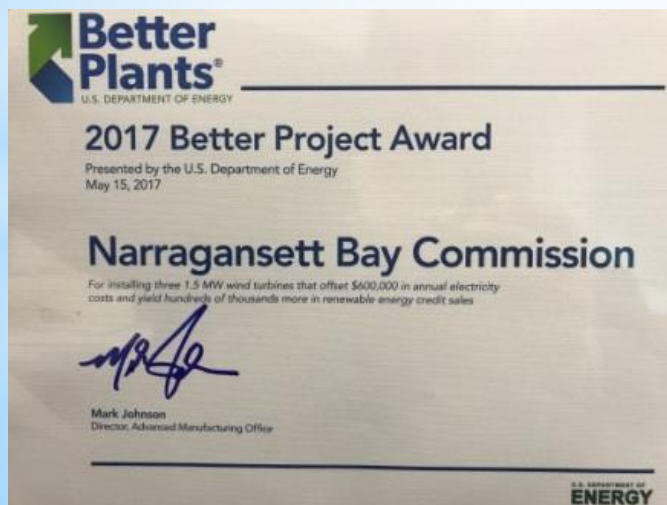 Better
Plants®
U.S. DEPARTMENT OF ENERGY
2017 Better Project Award
Presented by the U.S. Department of Energy
May 15, 2017
Narragansett Bay Commission
For installing three 1.5 MW wind turbines that offset $600,000 in annual electricity
costs and yield hundreds of thousands more in renewable energy credit sales
Mark Johnson
Director, Advanced Manufacturing Office
U.S. DEPARTMENT OF
ENERGY